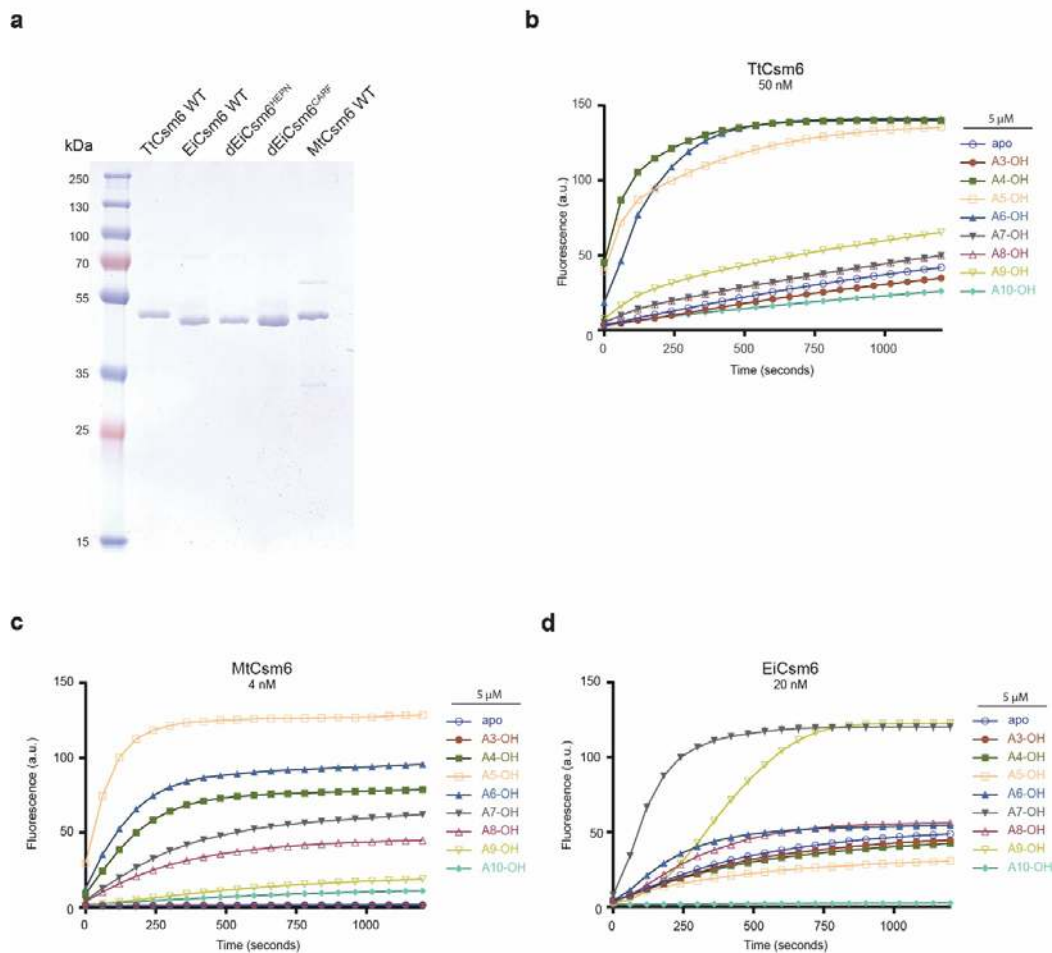 a
kDa
TtCsm6 WT
EiCsm6 WT
dEiCsm6HEPN
dEiCsm6CARF
MtCsm6 WT
250
130
100
70
55
35
25
15
b
TtCsm6
50 nM
Fluorescence (a.u.)
150
100
50
0
0 250 500 750 1000
Time (seconds)
5 μM
apo
A3-OH
A4-OH
A5-OH
A6-OH
A7-OH
A8-OH
A9-OH
A10-OH
c
MtCsm6
4 nM
Fluorescence (a.u.)
150
100
50
0
0 250 500 750 1000
Time (seconds)
5 μM
apo
A3-OH
A4-OH
A5-OH
A6-OH
A7-OH
A8-OH
A9-OH
A10-OH
d
EiCsm6
20 nM
Fluorescence (a.u.)
150
100
50
0
0 250 500 750 1000
Time (seconds)
5 μM
apo
A3-OH
A4-OH
A5-OH
A6-OH
A7-OH
A8-OH
A9-OH
A10-OH